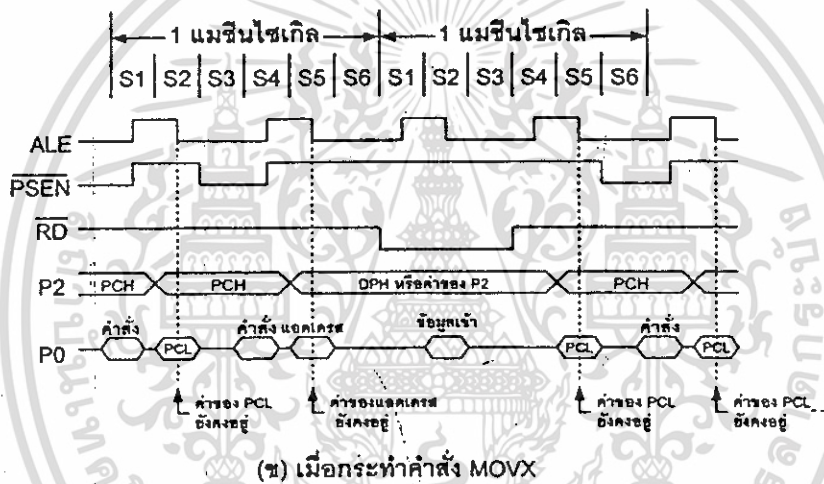 1 แมชีนไซเกิล 1 แมชีนไซเกิล
S1 S2 S3 S4 S5 S6 S1 S2 S3 S4 S5 S6
ALE
PSEN
RD
P2 PCH PCH DPH หรือค่าของ P2 PCH
คำสั่ง คำสั่ง แอดเดรส ข้อมูลเข้า คำสั่ง
P0 PCL PCL PCL
ค่าของ PCL ค่าของแอดเดรส ค่าของ PCL ค่าของ PCL
ยังคงอยู่ ยังคงอยู่ ยังคงอยู่ ยังคงอยู่
(ข) เมื่อกระทำคำสั่ง MOVX